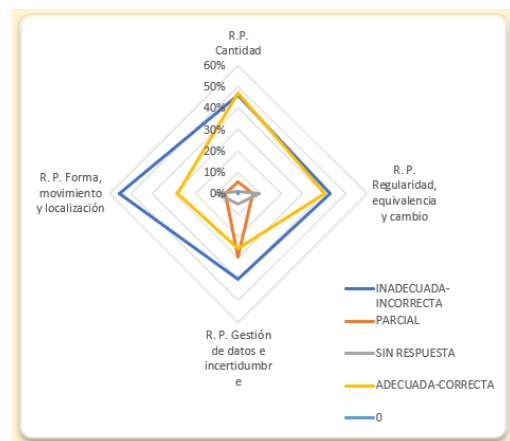 R.P.
Cantidad
60%
50%
40%
30%
20%
10%
0%
R. P.
Regularidad,
equivalencia
y cambio
R. P. Forma,
movimiento
y localización
R. P. Gestión
de datos e
incertidumbr
e
INADECUADA-
INCORRECTA
PARCIAL
SIN RESPUESTA
ADECUADA-CORRECTA
0